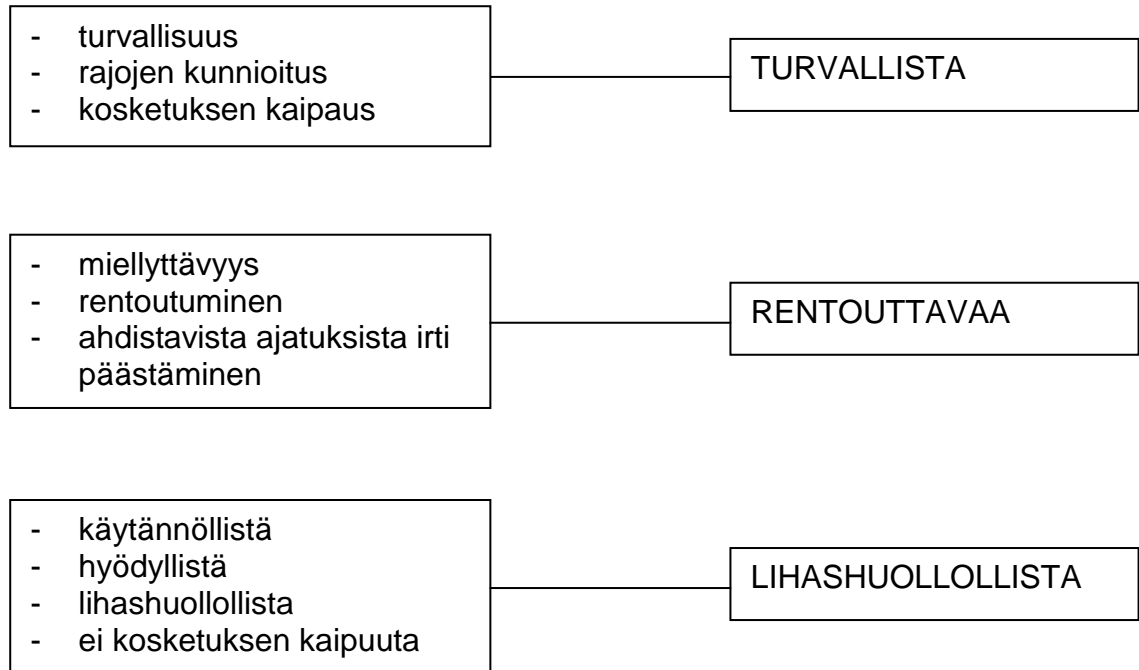 - turvallisuus
- rajojen kunnioitus
- kosketuksen kaipaus
TURVALLISTA
- miellyttävyys
- rentoutuminen
- ahdistavista ajatuksista irti
päästäminen
RENTOUTTAVAA
- käytännöllistä
- hyödyllistä
- lihashuollollista
- ei kosketuksen kaipuuta
LIHASHUOLLOLLISTA